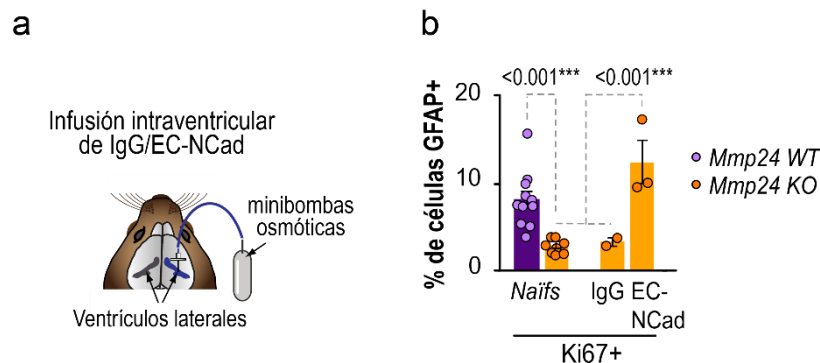 a
Infusión intraventricular
de IgG/EC-NCad
minibombas
osmóticas
Ventrículos laterales
b
<0.001*** <0.001***
% de células GFAP+
20
10
0
Mmp24 WT
Mmp24 KO
Naïfs IgG EC-
NCad
Ki67+